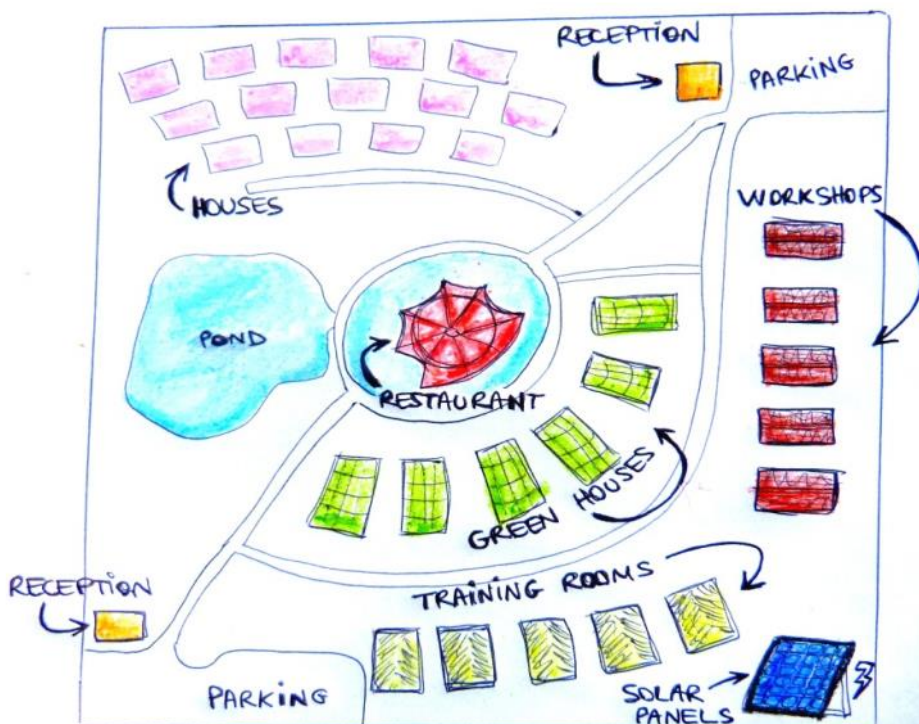 RECEPTION
PARKING
HOUSES
WORKSHOPS
POND
RESTAURANT
GREEN HOUSES
RECEPTION
TRAINING ROOMS
PARKING
SOLAR
PANELS